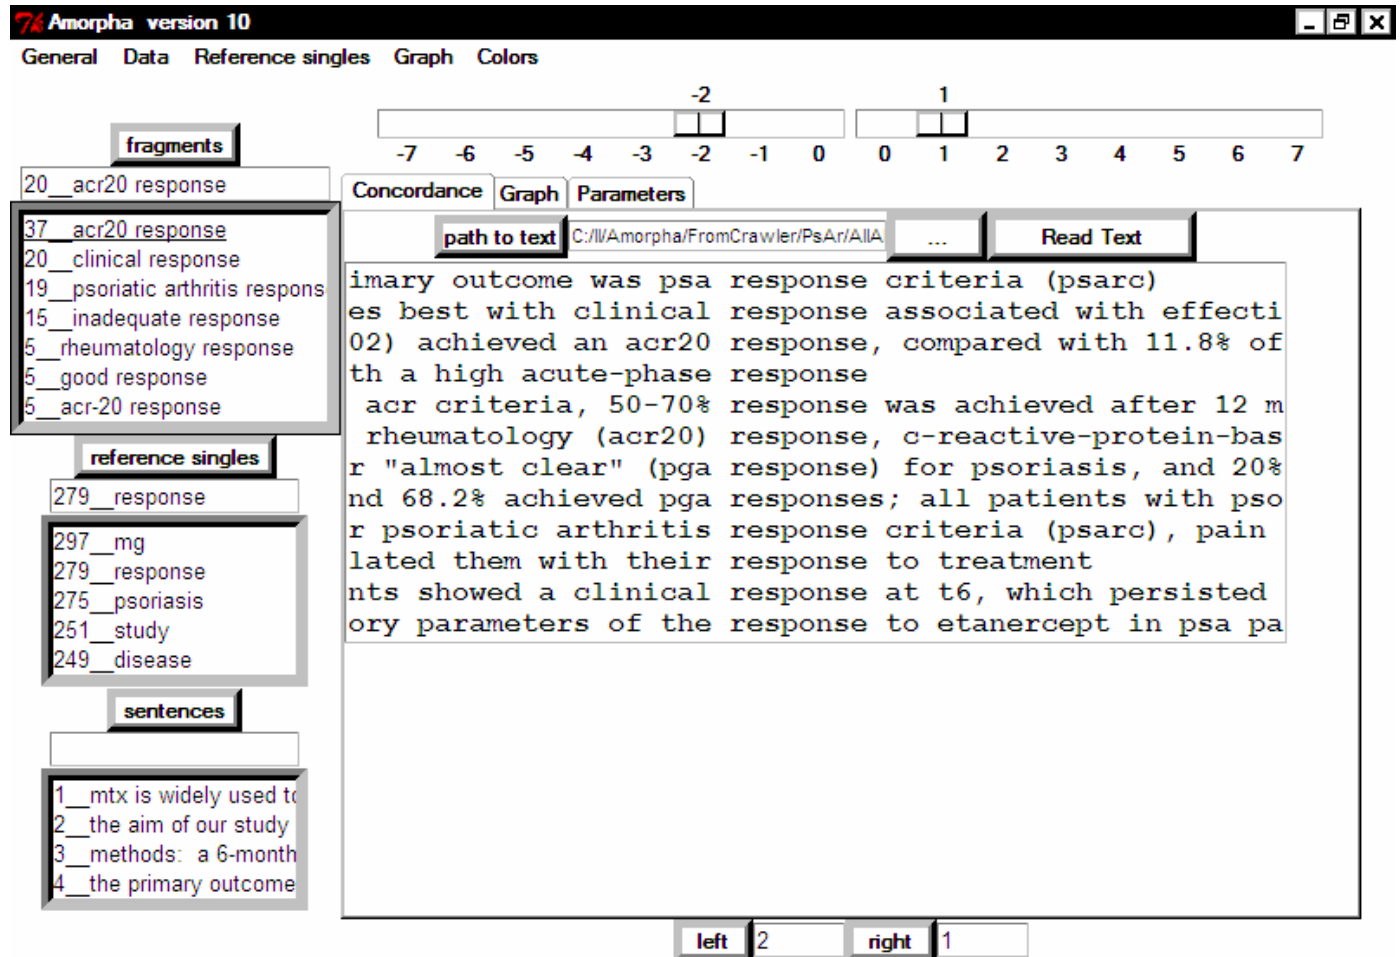 Amorpha version 10
General Data Reference singles Graph Colors
-2 1
-7 -6 -5 -4 -3 -2 -1 0 0 1 2 3 4 5 6 7
fragments
20__acr20 response
37__acr20 response
20__clinical response
19__psoriatic arthritis respons
15__inadequate response
5__rheumatology response
5__good response
5__acr-20 response
reference singles
279__response
297__mg
279__response
275__psoriasis
251__study
249__disease
sentences
1__mtx is widely used to
2__the aim of our study
3__methods: a 6-month
4__the primary outcome
Concordance Graph Parameters
path to text C:/II/Amorpha/FromCrawler/PsAr/AllA ... Read Text
imary outcome was psa response criteria (psarc)
es best with clinical response associated with effecti
02) achieved an acr20 response, compared with 11.8% of
th a high acute-phase response
acr criteria, 50-70% response was achieved after 12 m
rheumatology (acr20) response, c-reactive-protein-bas
r "almost clear" (pga response) for psoriasis, and 20%
nd 68.2% achieved pga responses; all patients with pso
r psoriatic arthritis response criteria (psarc), pain
lated them with their response to treatment
nts showed a clinical response at t6, which persisted
ory parameters of the response to etanercept in psa pa
left 2 right 1